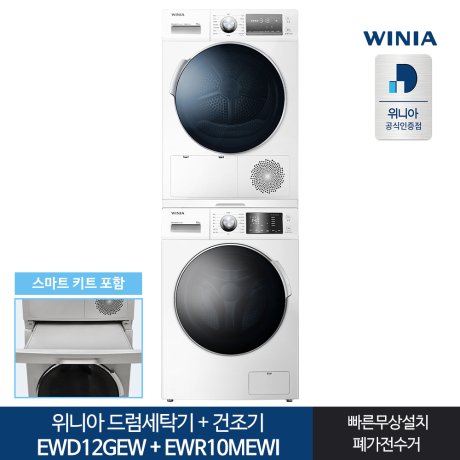 WINIA
위니아
공식인증점
WINIA
WINIA
스마트 키트 포함
위니아 드럼세탁기 + 건조기
EWD12GEW + EWR10MEWI
빠른무상설치
폐가전수거